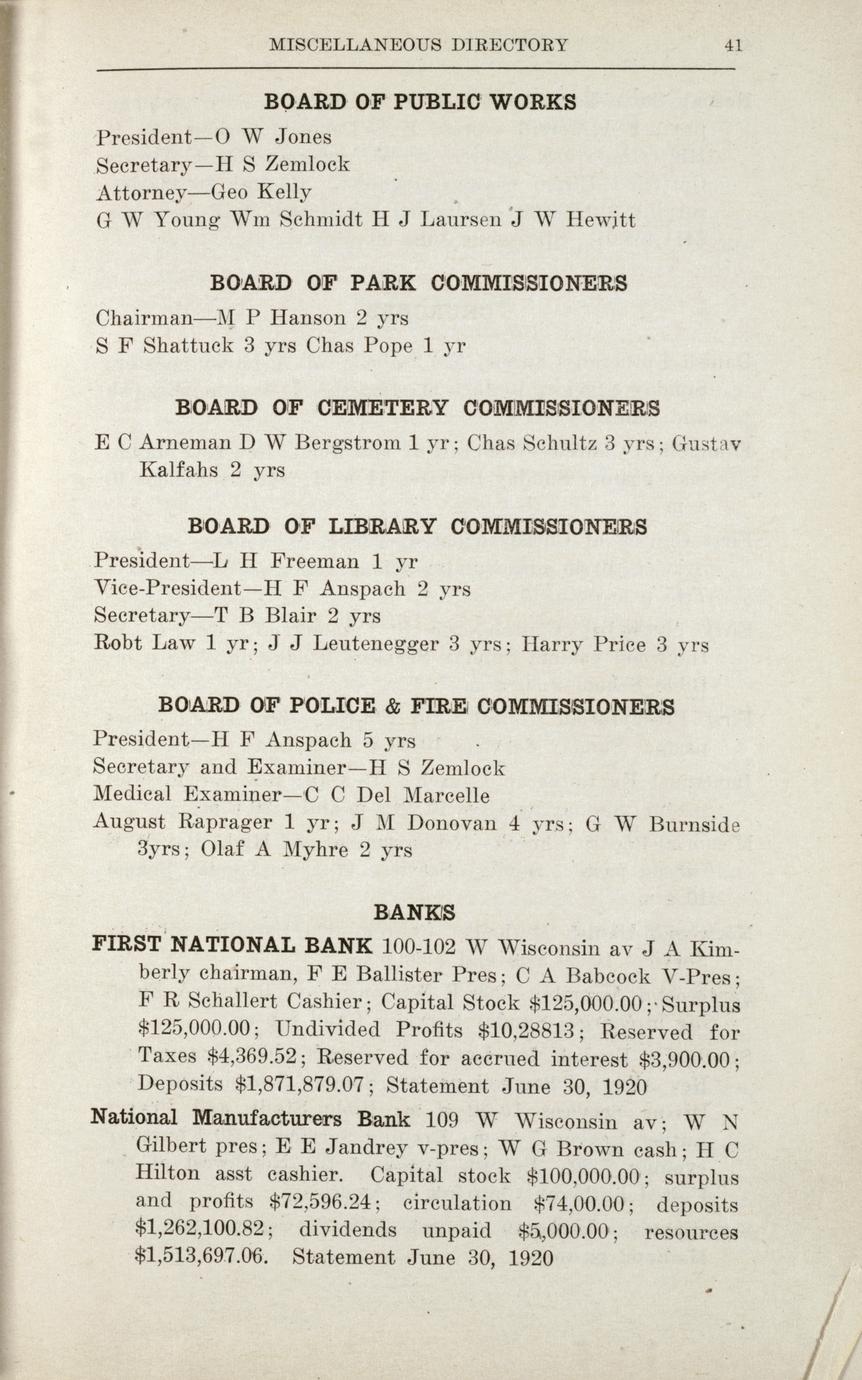 MISCELLANEOUS DIRECTORY 41
BOARD OF PUBLIC WORKS
President—O W Jones
Secretary—H S Zemlock
Attorney—Geo Kelly
G W Young Wm Schmidt H J Laursen J W Hewitt
BOARD OF PARK COMMISSIONERS
Chairman—M P Hanson 2 yrs
S F Shattuck 3 yrs Chas Pope 1 yr
BOARD OF CEMETERY COMMISSIONERS
E C Arneman D W Bergstrom 1 yr; Chas Schultz 3 yrs; Gustav
Kalfahs 2 yrs
BOARD OF LIBRARY COMMISSIONERS
President—L H Freeman 1 yr
Vice-President—H F Anspach 2 yrs
Secretary—T B Blair 2 yrs
Robt Law 1 yr; J J Leutenegger 3 yrs; Harry Price 3 yrs
BOARD OF POLICE & FIRE COMMISSIONERS
President—H F Anspach 5 yrs
Secretary and Examiner—H S Zemlock
Medical Examiner—C C Del Marcelle
August Raprager 1 yr; J M Donovan 4 yrs; G W Burnside
3yrs; Olaf A Myhre 2 yrs
BANKS
FIRST NATIONAL BANK 100-102 W Wisconsin av J A Kim-
berly chairman, F E Ballister Pres; C A Babcock V-Pres;
F R Schallert Cashier; Capital Stock $125,000.00; Surplus
$125,000.00; Undivided Profits $10,28813; Reserved for
Taxes $4,369.52; Reserved for accrued interest $3,900.00;
Deposits $1,871,879.07; Statement June 30, 1920
National Manufacturers Bank 109 W Wisconsin av; W N
Gilbert pres; E E Jandrey v-pres; W G Brown cash; H C
Hilton asst cashier. Capital stock $100,000.00; surplus
and profits $72,596.24; circulation $74,00.00; deposits
$1,262,100.82; dividends unpaid $5,000.00; resources
$1,513,697.06. Statement June 30, 1920